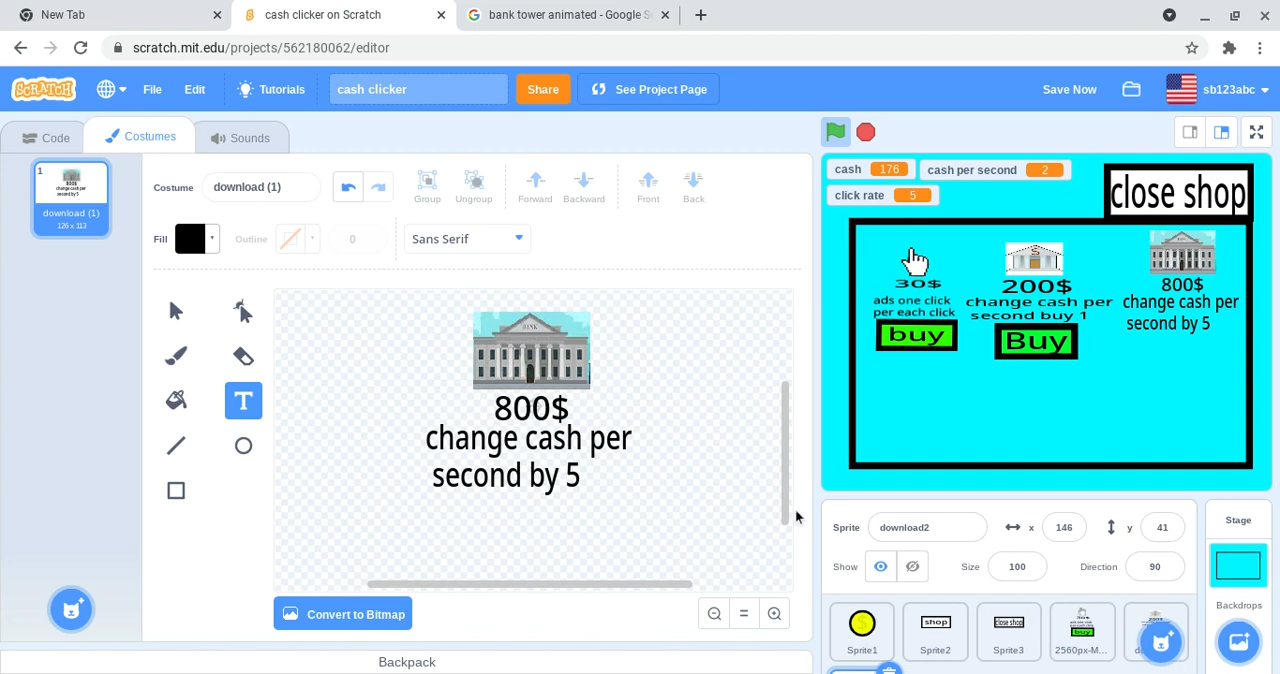 New Tab
cash clicker on Scratch
bank tower animated - Google S
scratch.mit.edu/projects/562180062/editor
SCRATCH
File
Edit
Tutorials
cash clicker
Share
See Project Page
Save Now
sb123abc
Code
Costumes
Sounds
1
download (1)
126 x 113
Costume
download (1)
Group
Ungroup
Forward
Backward
Front
Back
Fill
Outline
0
Sans Serif
BANK
800$
change cash per
second by 5
Convert to Bitmap
Backpack
cash 176
cash per second 2
click rate 5
close shop
30$
ads one click
per each click
buy
200$
change cash per
second buy 1
Buy
800$
change cash per
second by 5
Sprite
download2
x
146
y
41
Show
Size
100
Direction
90
Stage
Backdrops
shop
close shop
buy
Sprite1
Sprite2
Sprite3
2560px-M...